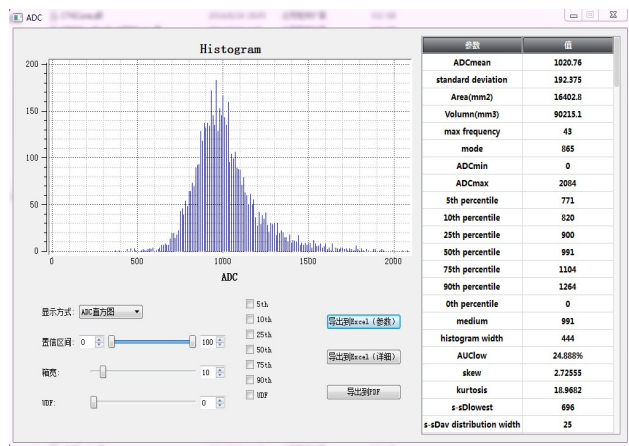 ADC
Histogram
200
150
100
50
0
0 500 1000 1500 2000
ADC
显示方式: ADC直方图
置信区间: 0 100
箱宽: 10
UDF: 0
5th
10th
25th
50th
75th
90th
UDF
导出到Excel (参数)
导出到Excel (详细)
导出到PDF
参数 值
ADCmean 1020.76
standard deviation 192.375
Area(mm2) 16402.8
Volumn(mm3) 90215.1
max frequency 43
mode 865
ADCmin 0
ADCmax 2084
5th percentile 771
10th percentile 820
25th percentile 900
50th percentile 991
75th percentile 1104
90th percentile 1264
0th percentile 0
medium 991
histogram width 444
AUClow 24.888%
skew 2.72555
kurtosis 18.9682
s-sDlowest 696
s-sDav distribution width 25